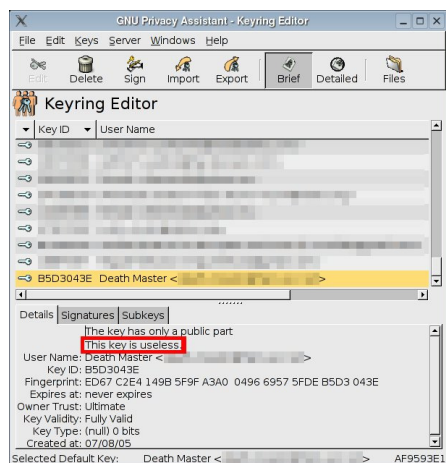 GNU Privacy Assistant - Keyring Editor
File Edit Keys Server Windows Help
Edit Delete Sign Import Export Brief Detailed Files
Keyring Editor
Key ID User Name
B5D3043E Death Master < >
Details Signatures Subkeys
The key has only a public part
This key is useless.
User Name: Death Master < >
Key ID: B5D3043E
Fingerprint: ED67 C2E4 149B 5F9F A3A0 0496 6957 5FDE B5D3 043E
Expires at: never expires
Owner Trust: Ultimate
Key Validity: Fully Valid
Key Type: (null) 0 bits
Created at: 07/08/05
Selected Default Key: Death Master < > AF9593E1